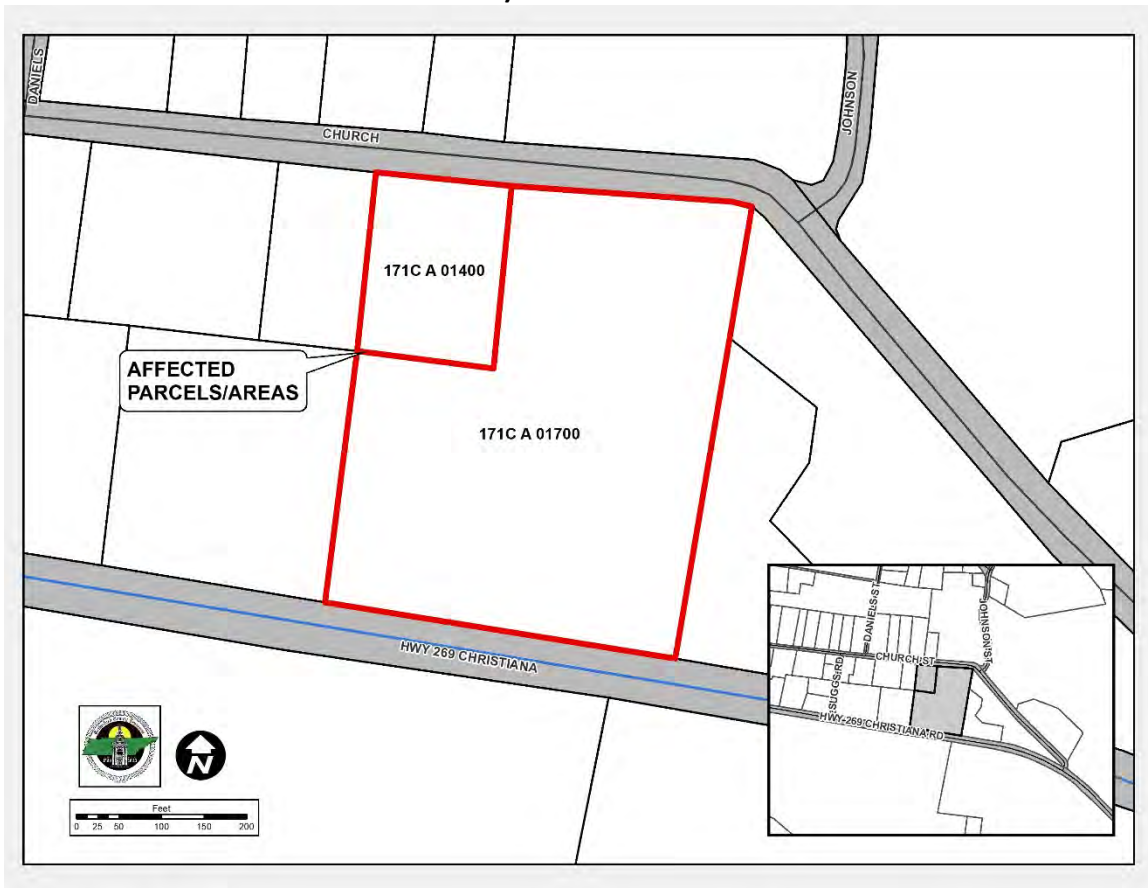 DANIELS
CHURCH
JOHNSON
171C A 01400
AFFECTED
PARCELS/AREAS
171C A 01700
HWY 269 CHRISTIANA
N
Feet
0 25 50 100 150 200
DANIELS ST
JOHNSON ST
CHURCH ST
SUGGS RD
HWY 269 CHRISTIANA RD